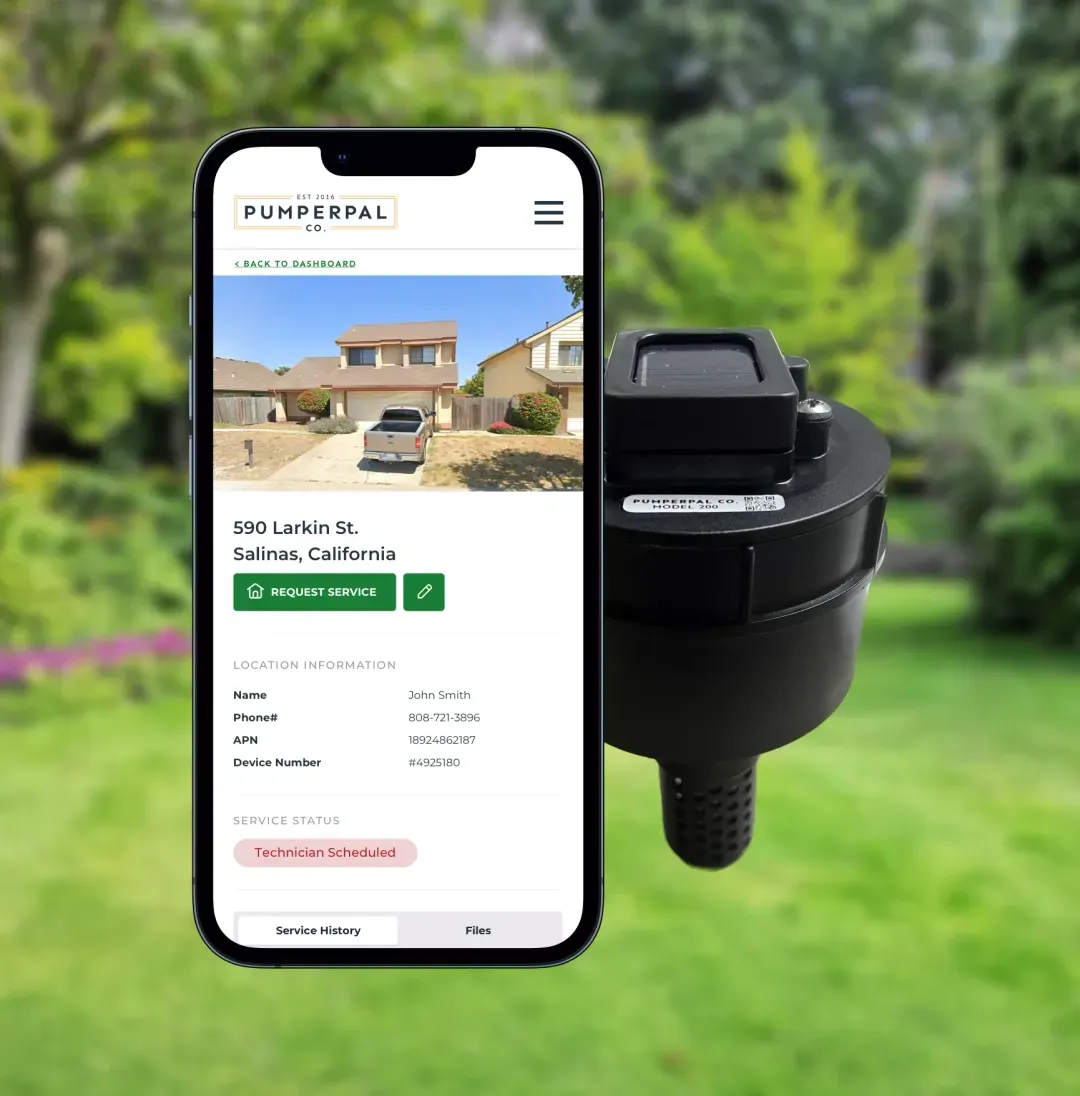 EST 2016
PUMPERPAL
CO.
< BACK TO DASHBOARD
590 Larkin St.
Salinas, California
REQUEST SERVICE
LOCATION INFORMATION
Name John Smith
Phone# 808-721-3896
APN 18924862187
Device Number #4925180
SERVICE STATUS
Technician Scheduled
Service History Files
PUMPERPAL CO.
MODEL 200